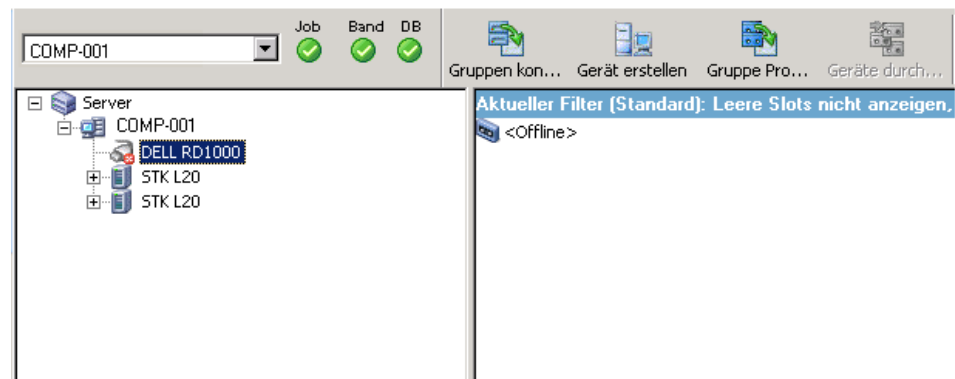 Job Band DB
COMP-001
Gruppen kon... Gerät erstellen Gruppe Pro... Geräte durch...
Server
COMP-001
DELL RD1000
STK L20
STK L20
Aktueller Filter (Standard): Leere Slots nicht anzeigen,
<Offline>